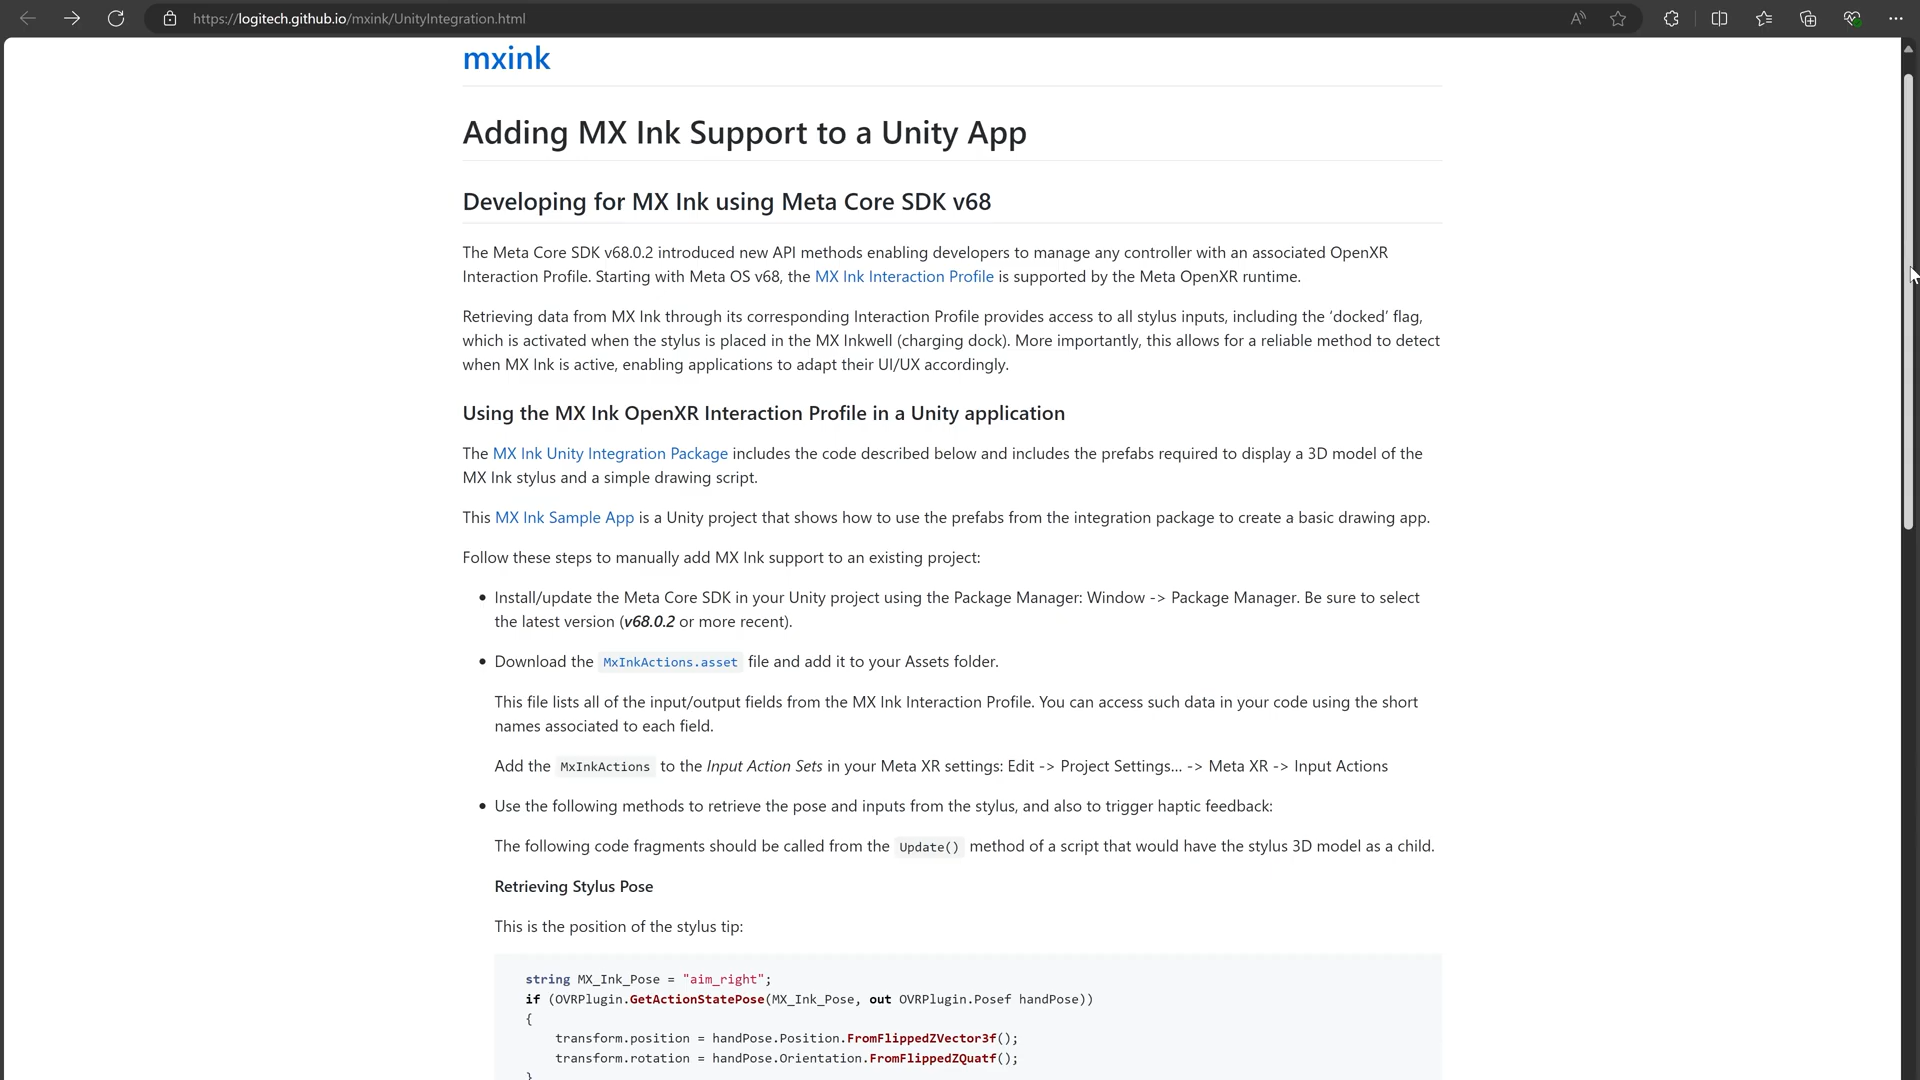 https://logitech.github.io/mxink/UnityIntegration.html
mxink
Adding MX Ink Support to a Unity App
Developing for MX Ink using Meta Core SDK v68
The Meta Core SDK v68.0.2 introduced new API methods enabling developers to manage any controller with an associated OpenXR
Interaction Profile. Starting with Meta OS v68, the MX Ink Interaction Profile is supported by the Meta OpenXR runtime.
Retrieving data from MX Ink through its corresponding Interaction Profile provides access to all stylus inputs, including the ‘docked’ flag,
which is activated when the stylus is placed in the MX Inkwell (charging dock). More importantly, this allows for a reliable method to detect
when MX Ink is active, enabling applications to adapt their UI/UX accordingly.
Using the MX Ink OpenXR Interaction Profile in a Unity application
The MX Ink Unity Integration Package includes the code described below and includes the prefabs required to display a 3D model of the
MX Ink stylus and a simple drawing script.
This MX Ink Sample App is a Unity project that shows how to use the prefabs from the integration package to create a basic drawing app.
Follow these steps to manually add MX Ink support to an existing project:
• Install/update the Meta Core SDK in your Unity project using the Package Manager: Window -> Package Manager. Be sure to select
the latest version (v68.0.2 or more recent).
• Download the MxInkActions.asset file and add it to your Assets folder.
This file lists all of the input/output fields from the MX Ink Interaction Profile. You can access such data in your code using the short
names associated to each field.
Add the MxInkActions to the Input Action Sets in your Meta XR settings: Edit -> Project Settings… -> Meta XR -> Input Actions
• Use the following methods to retrieve the pose and inputs from the stylus, and also to trigger haptic feedback:
The following code fragments should be called from the Update() method of a script that would have the stylus 3D model as a child.
Retrieving Stylus Pose
This is the position of the stylus tip:
string MX_Ink_Pose = "aim_right";
if (OVRPlugin.GetActionStatePose(MX_Ink_Pose, out OVRPlugin.Posef handPose))
{
transform.position = handPose.Position.FromFlippedZVector3f();
transform.rotation = handPose.Orientation.FromFlippedZQuatf();
}